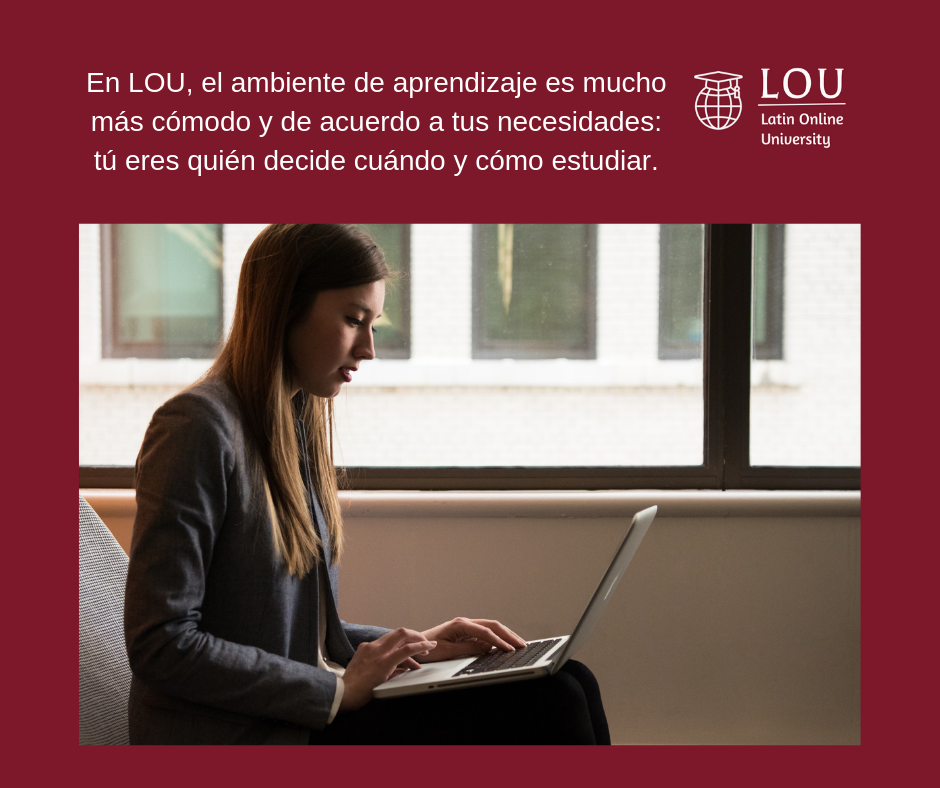 En LOU, el ambiente de aprendizaje es mucho
más cómodo y de acuerdo a tus necesidades:
tú eres quién decide cuándo y cómo estudiar.
LOU
Latin Online
University